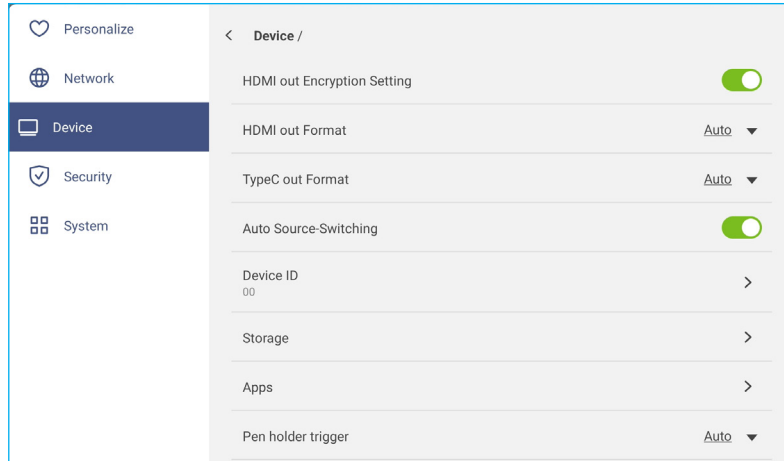 Personalize
Network
Device
Security
System
Device /
HDMI out Encryption Setting
HDMI out Format Auto
TypeC out Format Auto
Auto Source-Switching
Device ID
00
Storage
Apps
Pen holder trigger Auto